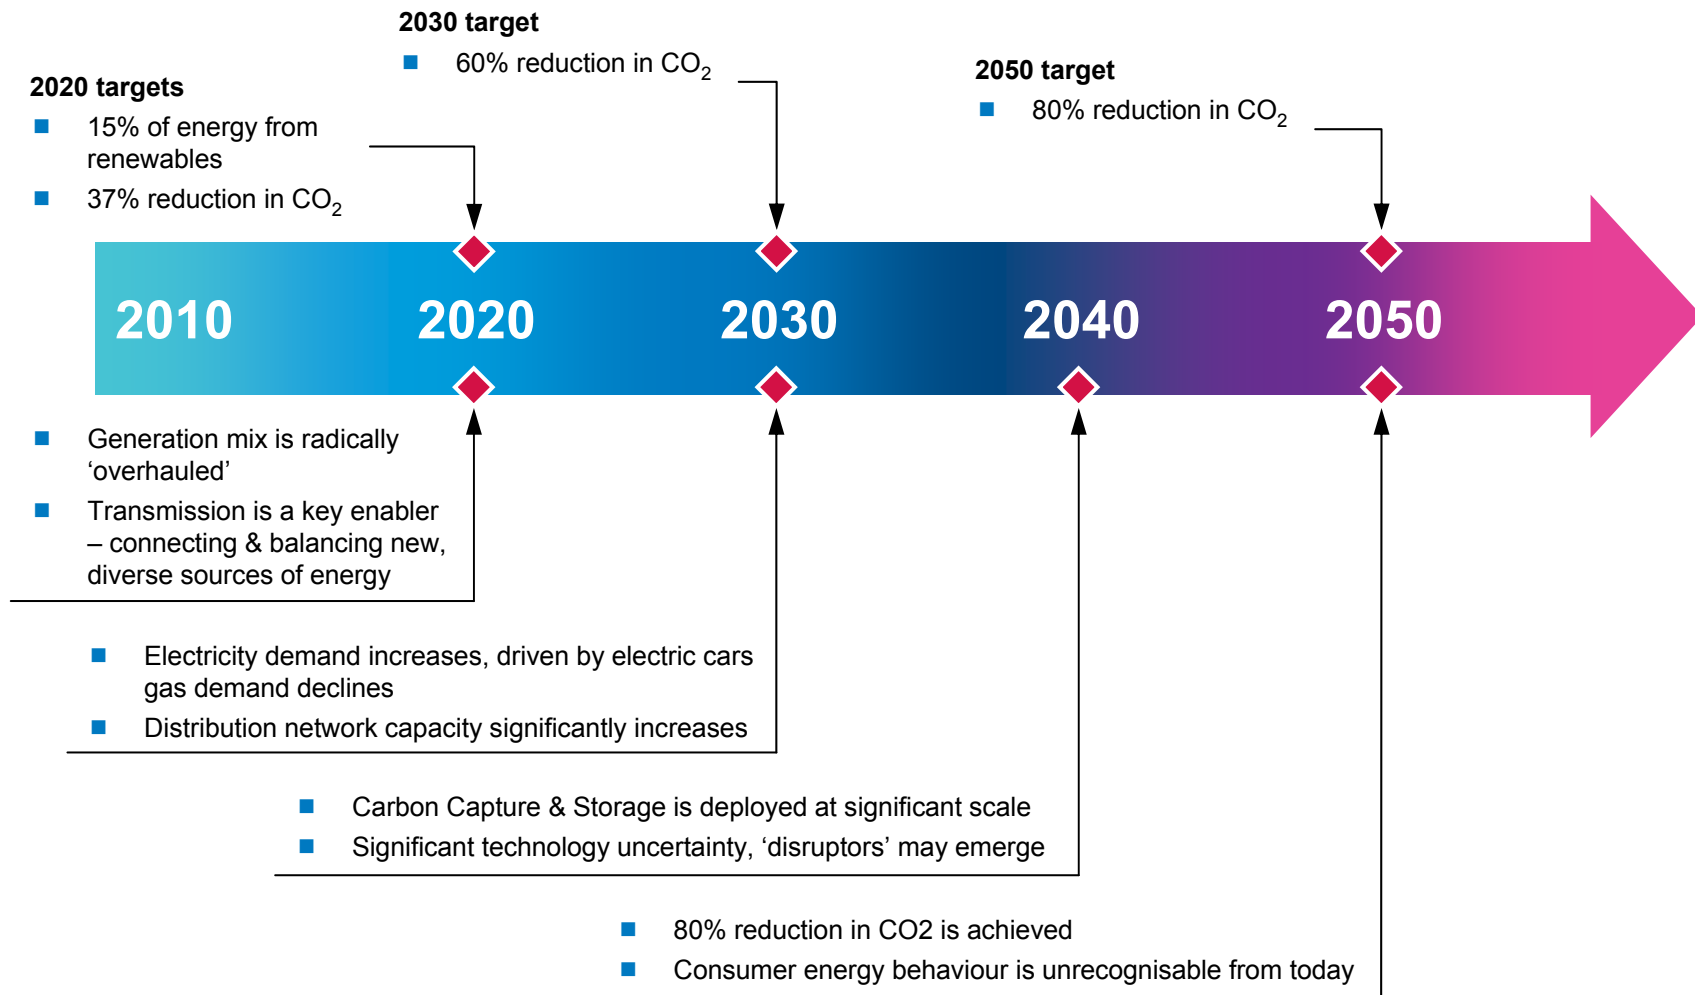 2030 target
60% reduction in CO₂
2050 target
80% reduction in CO₂
2020 targets
15% of energy from
renewables
37% reduction in CO₂
2010 2020 2030 2040 2050
Generation mix is radically
‘overhauled’
Transmission is a key enabler
– connecting & balancing new,
diverse sources of energy
Electricity demand increases, driven by electric cars
gas demand declines
Distribution network capacity significantly increases
Carbon Capture & Storage is deployed at significant scale
Significant technology uncertainty, ‘disruptors’ may emerge
80% reduction in CO2 is achieved
Consumer energy behaviour is unrecognisable from today